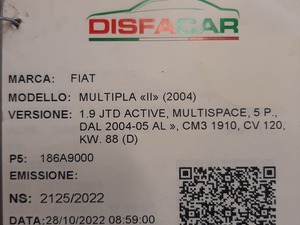 DISFACAR
MARCA: FIAT
MODELLO: MULTIPLA «II» (2004)
VERSIONE: 1.9 JTD ACTIVE, MULTISPACE, 5 P.,
DAL 2004-05 AL », CM3 1910, CV 120,
KW. 88 (D)
P5: 186A9000
EMISSIONE:
NS: 2125/2022
DATA: 28/10/2022 08:59:00